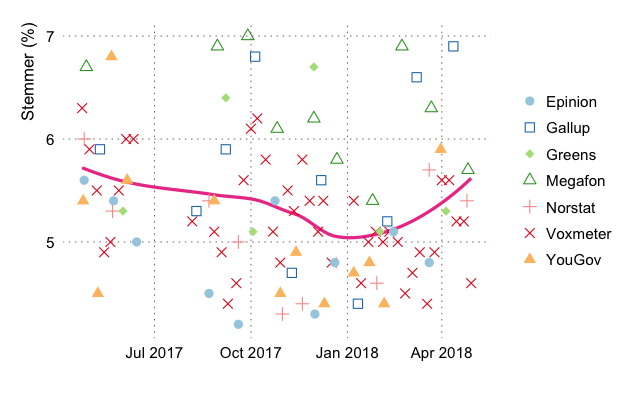 Stemmer (%)
7
6
5
Jul 2017
Oct 2017
Jan 2018
Apr 2018
Epinion
Gallup
Greens
Megafon
Norstat
Voxmeter
YouGov